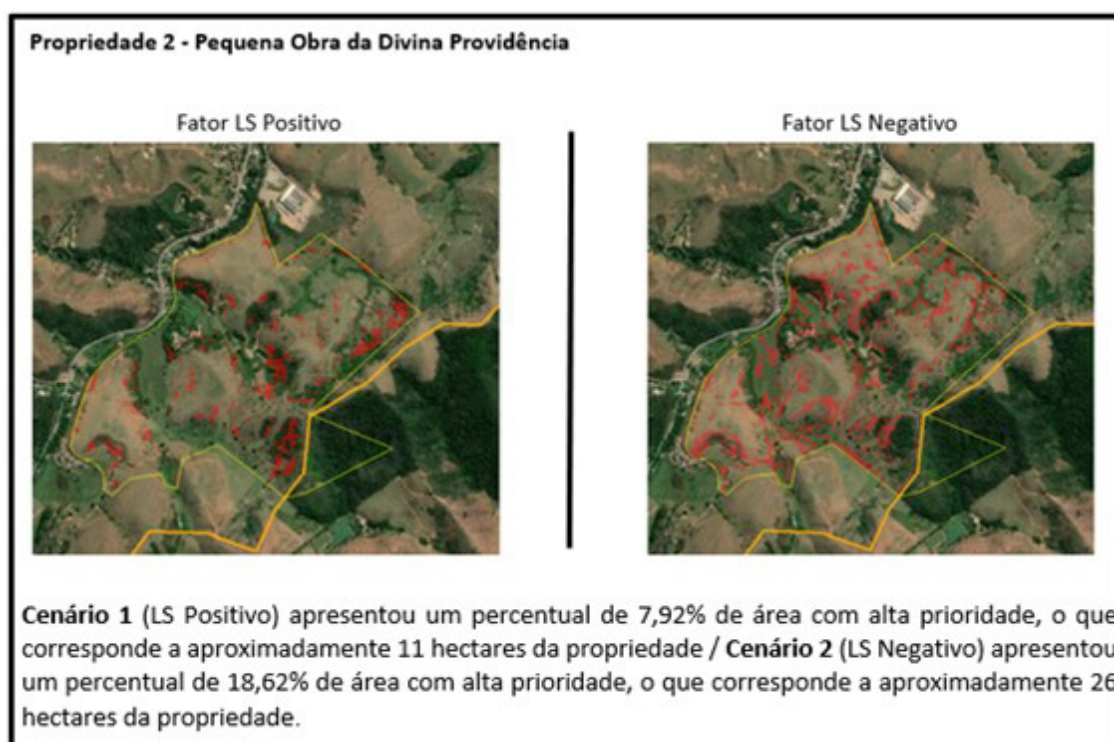 Propriedade 2 - Pequena Obra da Divina Providência
Fator LS Positivo
Fator LS Negativo
Cenário 1 (LS Positivo) apresentou um percentual de 7,92% de área com alta prioridade, o que
corresponde a aproximadamente 11 hectares da propriedade / Cenário 2 (LS Negativo) apresentou
um percentual de 18,62% de área com alta prioridade, o que corresponde a aproximadamente 26
hectares da propriedade.